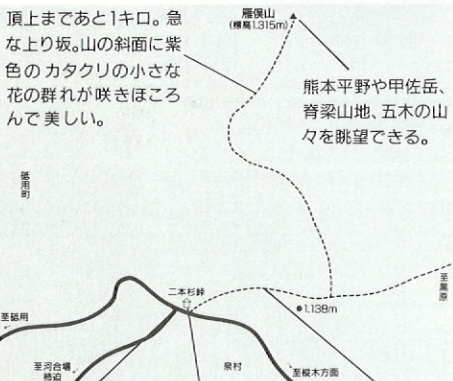 頂上まであと1キロ。急
な上り坂。山の斜面に紫
色のカタクリの小さな
花の群れが咲きほころ
んで美しい。
雁俣山
(標高1.315m)
熊本平野や甲佐岳、
脊梁山地、五木の山
々を眺望できる。
砥用町
至黒原
二本杉峠
●1.138m
至砥用
至河合場
柿迫
泉村
至樅木方面